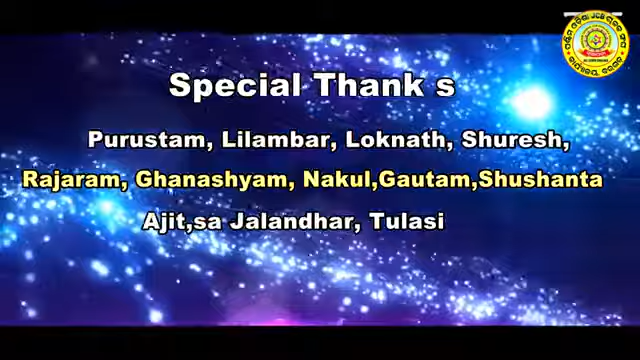 Special Thank s
Purustam, Lilambar, Loknath, Shuresh,
Rajaram, Ghanashyam, Nakul,Gautam,Shushanta
Ajit,sa Jalandhar, Tulasi